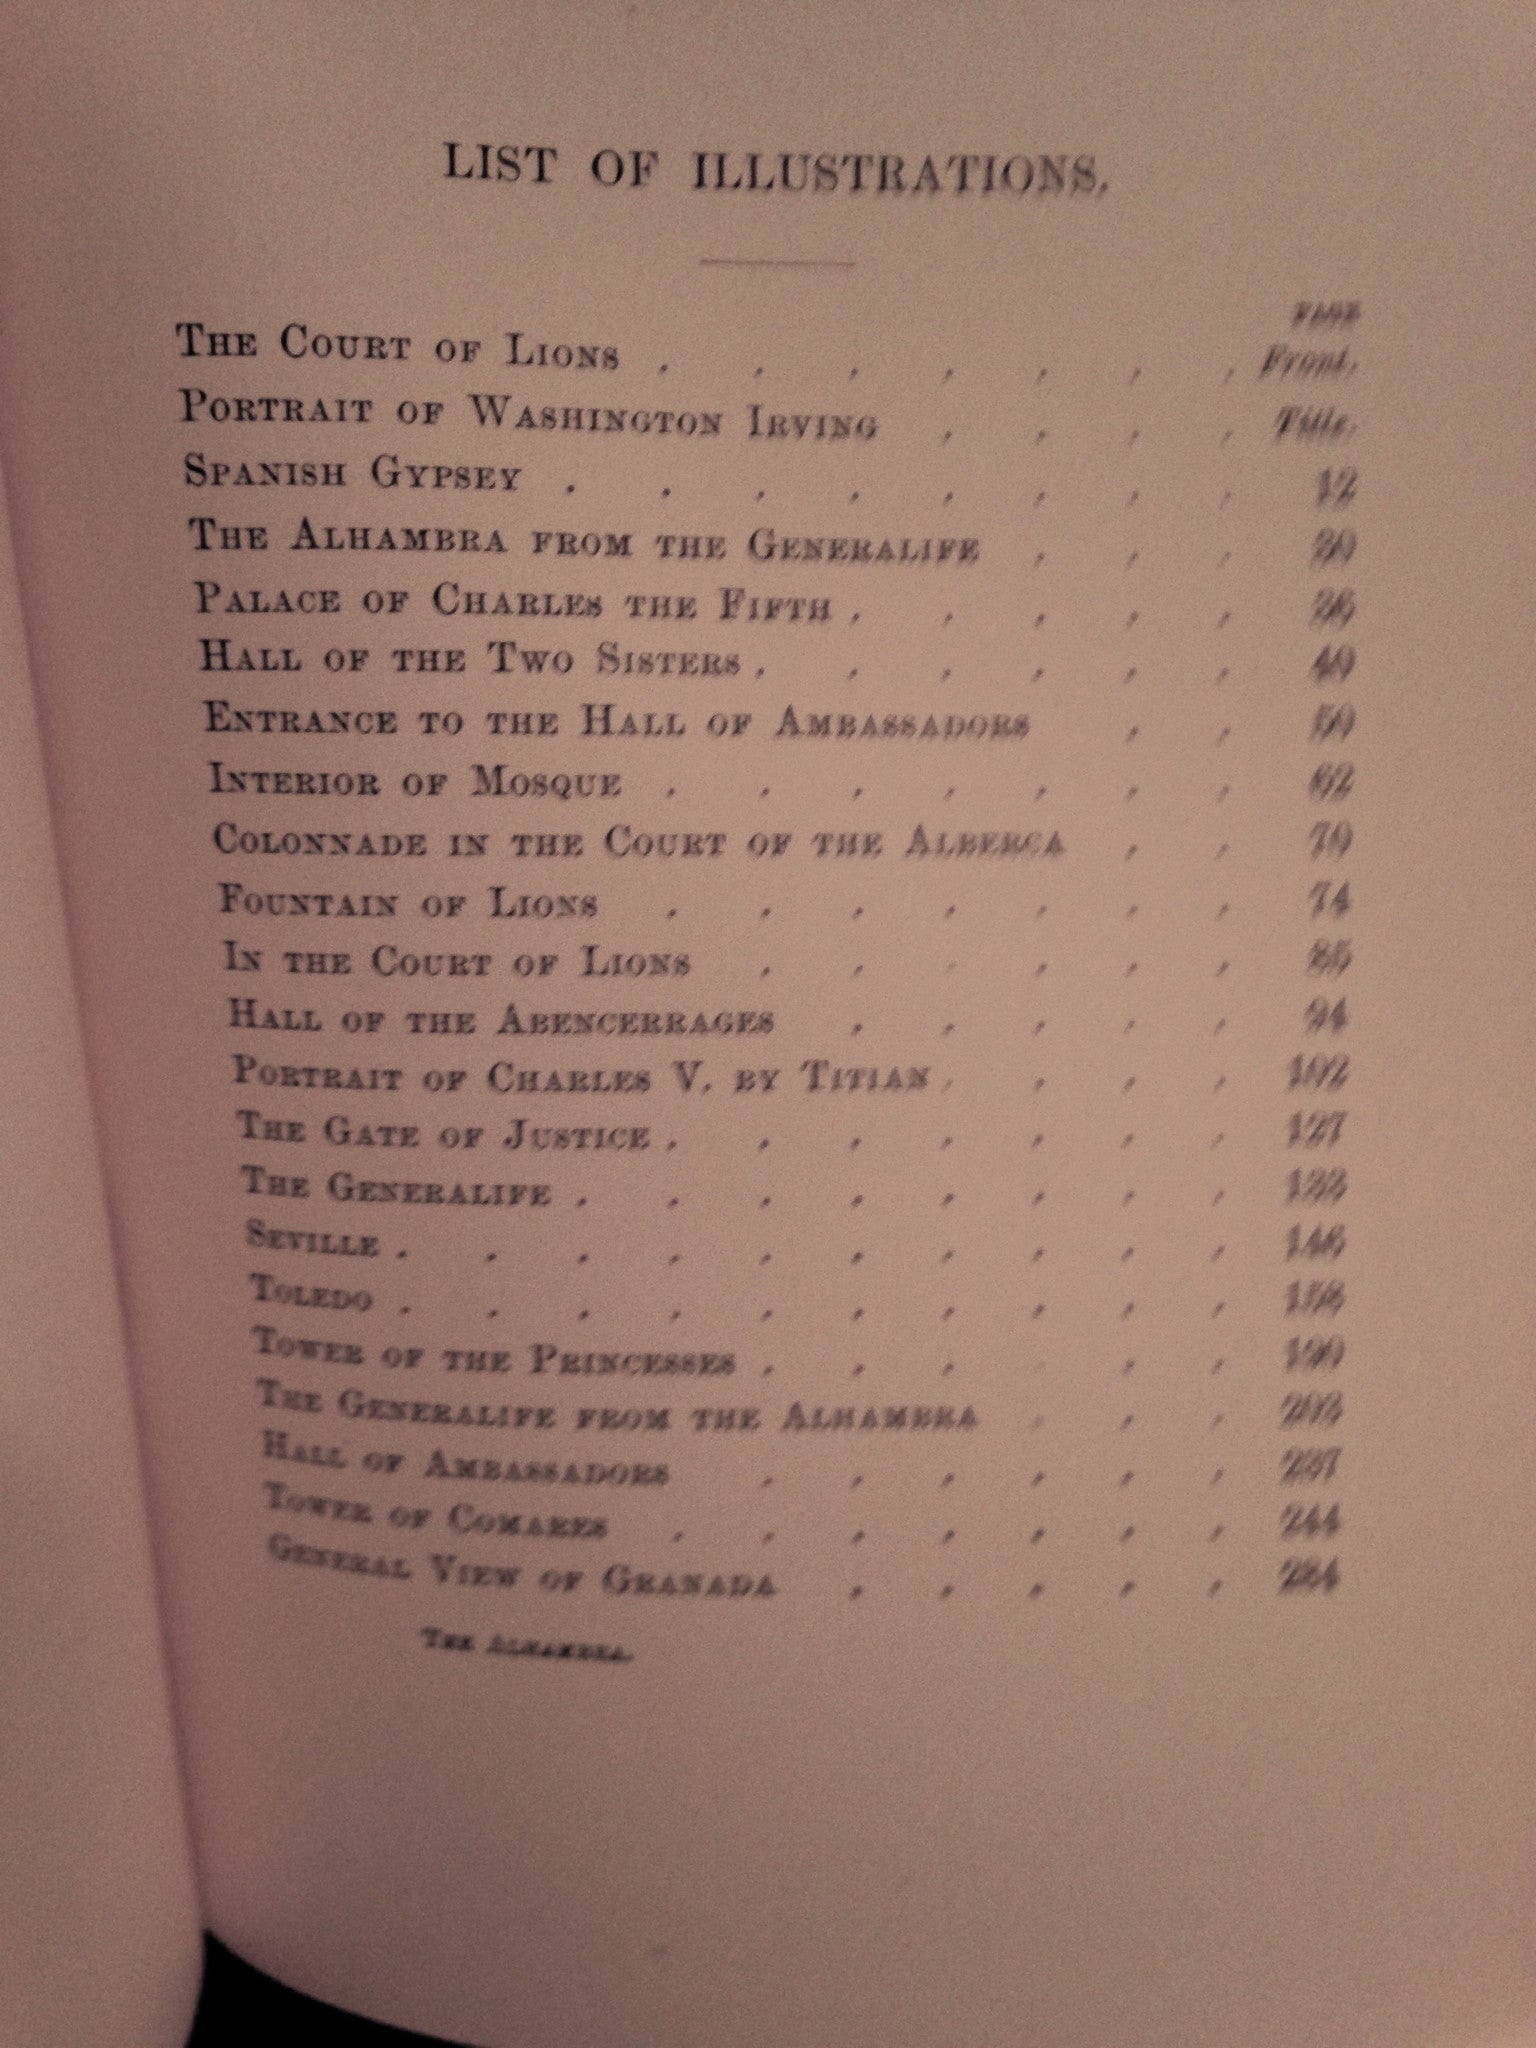 LIST OF ILLUSTRATIONS.
PAGE
THE COURT OF LIONS . . . . . . . Front.
PORTRAIT OF WASHINGTON IRVING . . . . Title.
SPANISH GYPSEY . . . . . . . . 12
THE ALHAMBRA FROM THE GENERALIFE . . .
PALACE OF CHARLES THE FIFTH . . . . .
HALL OF THE TWO SISTERS . . . . . . 40
ENTRANCE TO THE HALL OF AMBASSADORS . . 50
INTERIOR OF MOSQUE . . . . . . . 62
COLONNADE IN THE COURT OF THE ALBERCA . . 70
FOUNTAIN OF LIONS . . . . . . . 74
IN THE COURT OF LIONS . . . . . .
HALL OF THE ABENCERRAGES . . . . . 94
PORTRAIT OF CHARLES V. BY TITIAN . . . . 102
THE GATE OF JUSTICE . . . . . . . 127
THE GENERALIFE . . . . . . . .
SEVILLE . . . . . . . . . . 146
TOLEDO . . . . . . . . . .
TOWER OF THE PRINCESSES . . . . . . 190
THE GENERALIFE FROM THE ALHAMBRA . . .
HALL OF AMBASSADORS . . . . . . 237
TOWER OF COMARES . . . . . . . 244
GENERAL VIEW OF GRANADA . . . . .
THE ALHAMBRA.